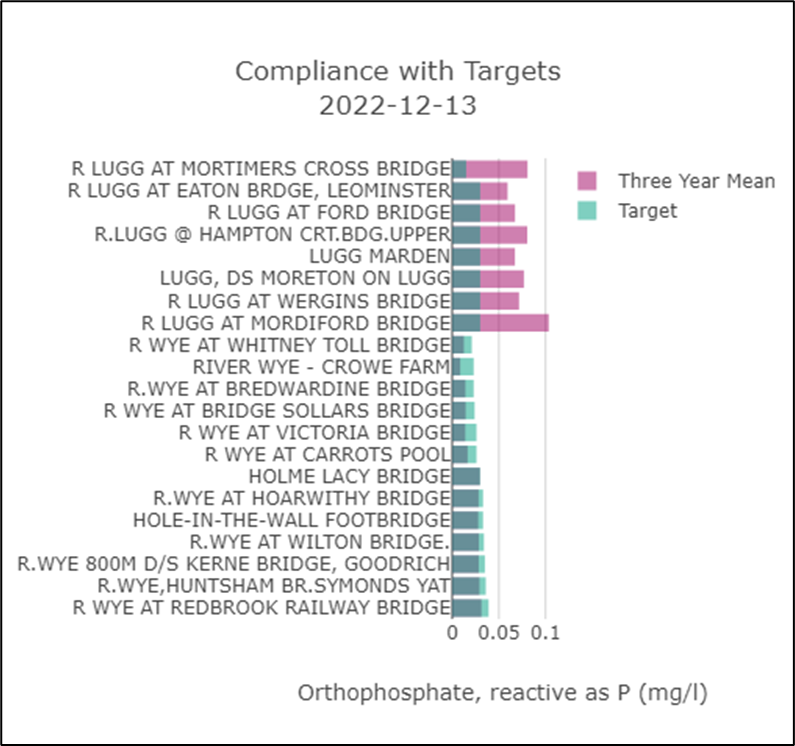 Compliance with Targets
2022-12-13
R LUGG AT MORTIMERS CROSS BRIDGE
R LUGG AT EATON BRDGE, LEOMINSTER
R LUGG AT FORD BRIDGE
R.LUGG @ HAMPTON CRT.BDG.UPPER
LUGG MARDEN
LUGG, DS MORETON ON LUGG
R LUGG AT WERGINS BRIDGE
R LUGG AT MORDIFORD BRIDGE
R WYE AT WHITNEY TOLL BRIDGE
RIVER WYE - CROWE FARM
R.WYE AT BREDWARDINE BRIDGE
R WYE AT BRIDGE SOLLARS BRIDGE
R WYE AT VICTORIA BRIDGE
R WYE AT CARROTS POOL
HOLME LACY BRIDGE
R.WYE AT HOARWITHY BRIDGE
HOLE-IN-THE-WALL FOOTBRIDGE
R.WYE AT WILTON BRIDGE.
R.WYE 800M D/S KERNE BRIDGE, GOODRICH
R.WYE,HUNTSHAM BR.SYMONDS YAT
R WYE AT REDBROOK RAILWAY BRIDGE
0 0.05 0.1
Orthophosphate, reactive as P (mg/l)
Three Year Mean
Target